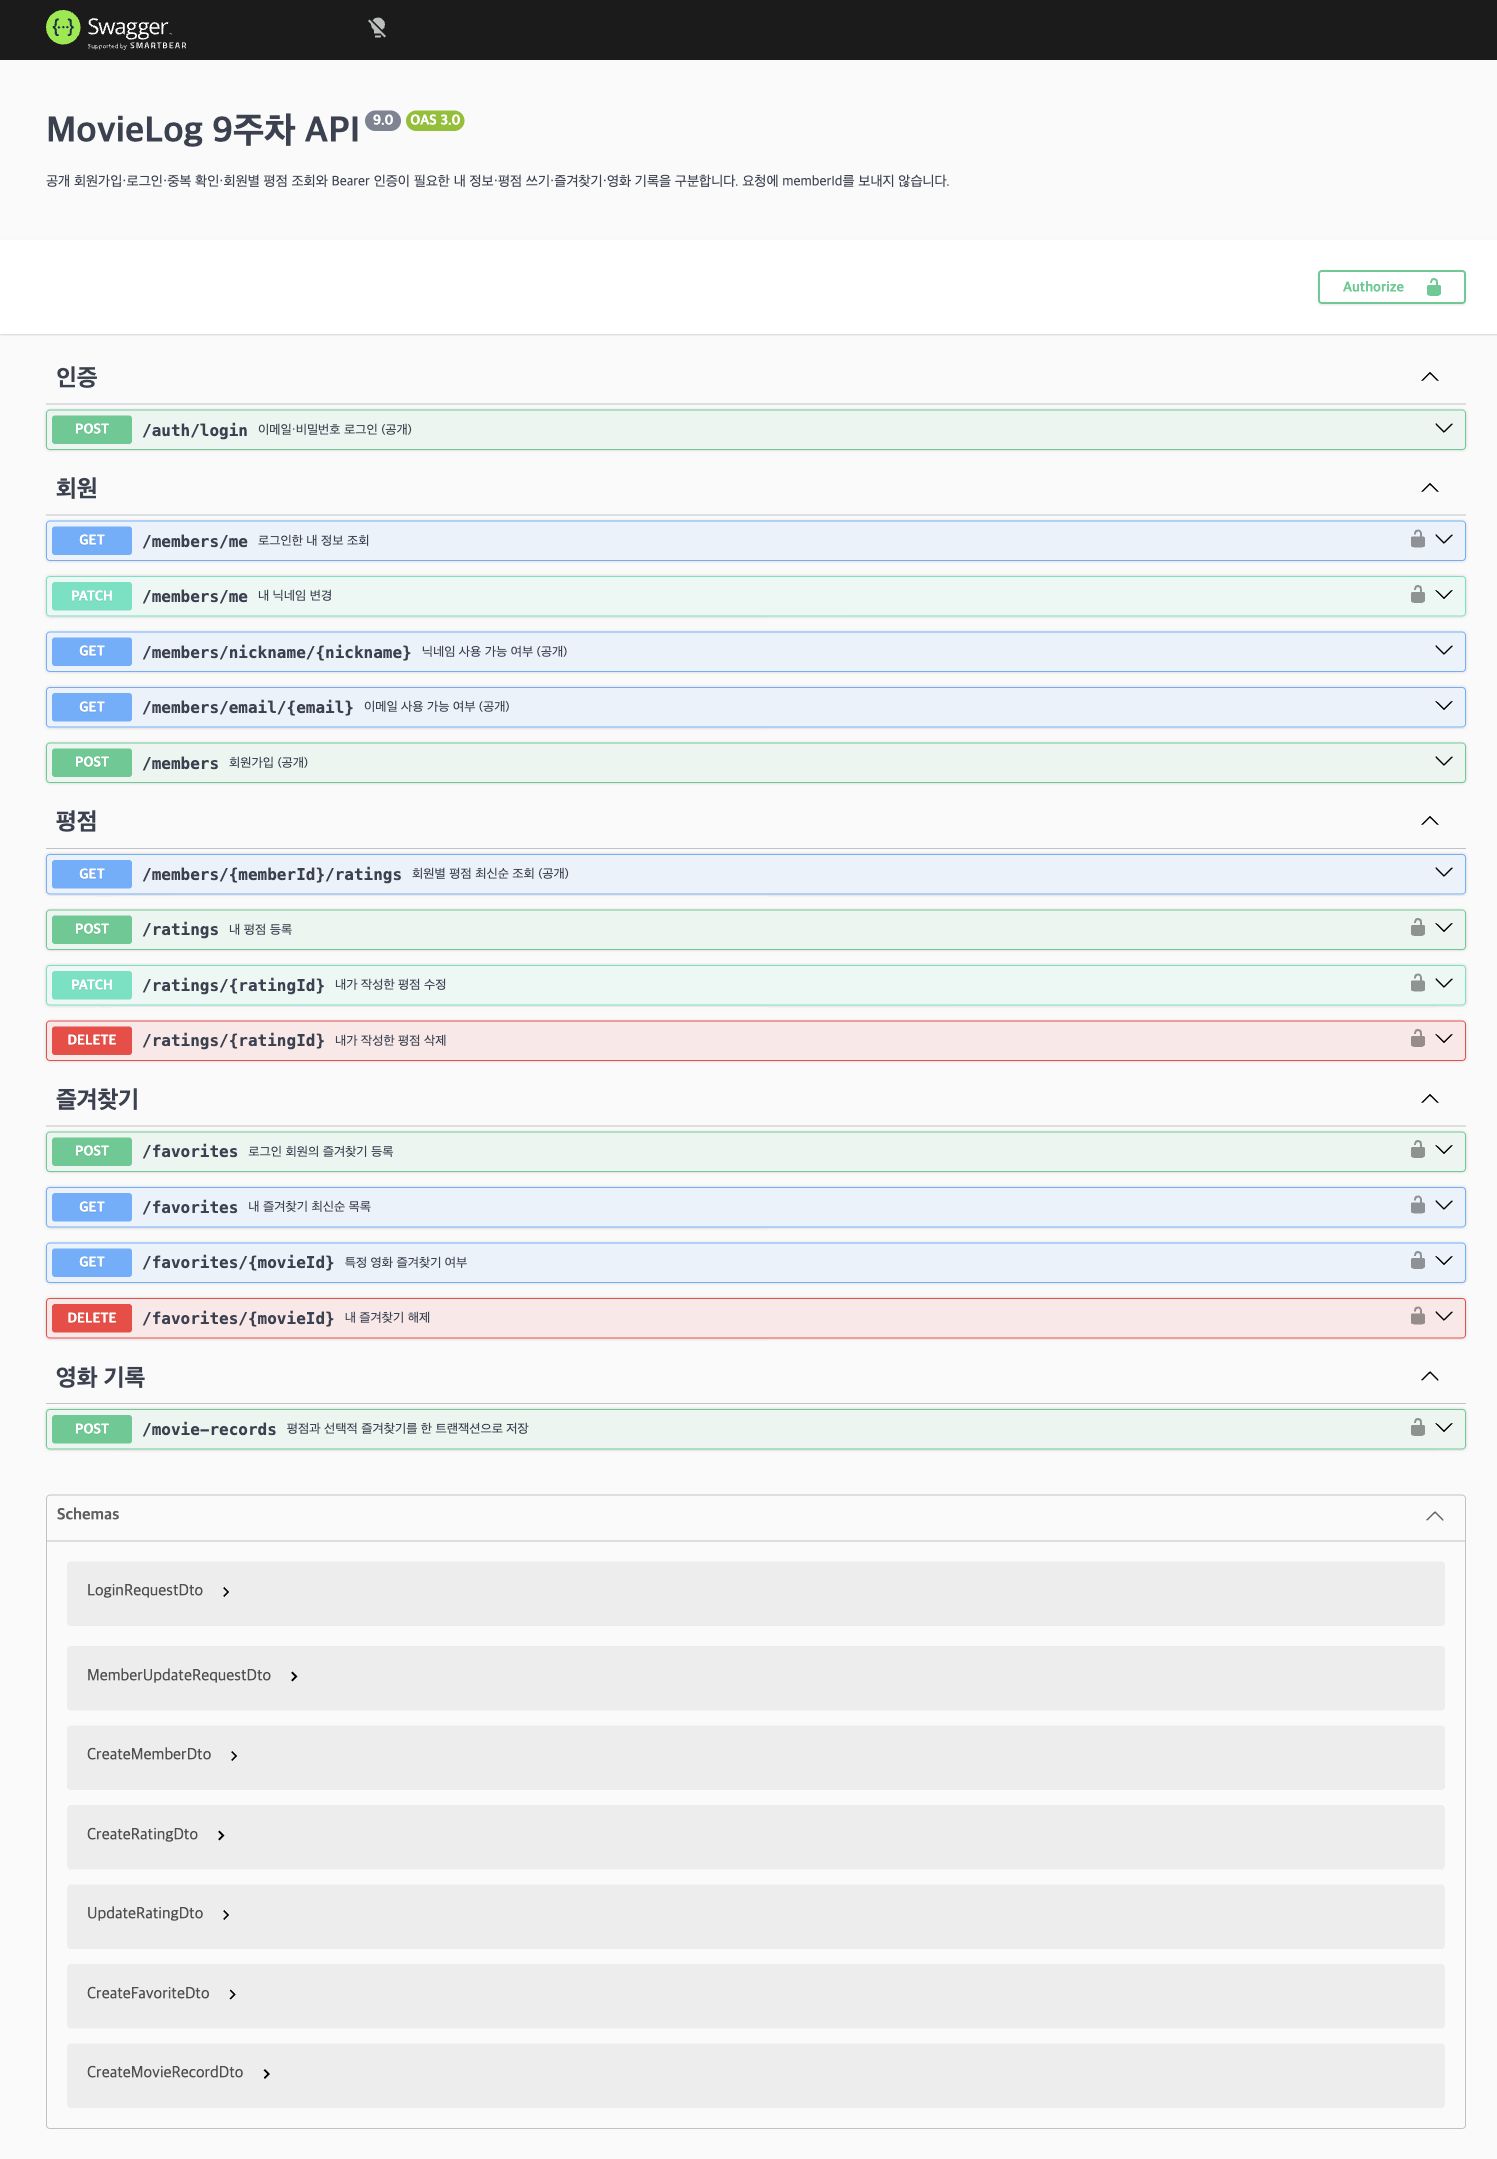 Swagger
Supported by SMARTBEAR
MovieLog 9주차 API 9.0 OAS 3.0
공개 회원가입·로그인·중복 확인·회원별 평점 조회와 Bearer 인증이 필요한 내 정보·평점 쓰기·즐겨찾기·영화 기록을 구분합니다. 요청에 memberId를 보내지 않습니다.
Authorize
인증
POST /auth/login 이메일·비밀번호 로그인 (공개)
회원
GET /members/me 로그인한 내 정보 조회
PATCH /members/me 내 닉네임 변경
GET /members/nickname/{nickname} 닉네임 사용 가능 여부 (공개)
GET /members/email/{email} 이메일 사용 가능 여부 (공개)
POST /members 회원가입 (공개)
평점
GET /members/{memberId}/ratings 회원별 평점 최신순 조회 (공개)
POST /ratings 내 평점 등록
PATCH /ratings/{ratingId} 내가 작성한 평점 수정
DELETE /ratings/{ratingId} 내가 작성한 평점 삭제
즐겨찾기
POST /favorites 로그인 회원의 즐겨찾기 등록
GET /favorites 내 즐겨찾기 최신순 목록
GET /favorites/{movieId} 특정 영화 즐겨찾기 여부
DELETE /favorites/{movieId} 내 즐겨찾기 해제
영화 기록
POST /movie-records 평점과 선택적 즐겨찾기를 한 트랜잭션으로 저장
Schemas
LoginRequestDto
MemberUpdateRequestDto
CreateMemberDto
CreateRatingDto
UpdateRatingDto
CreateFavoriteDto
CreateMovieRecordDto